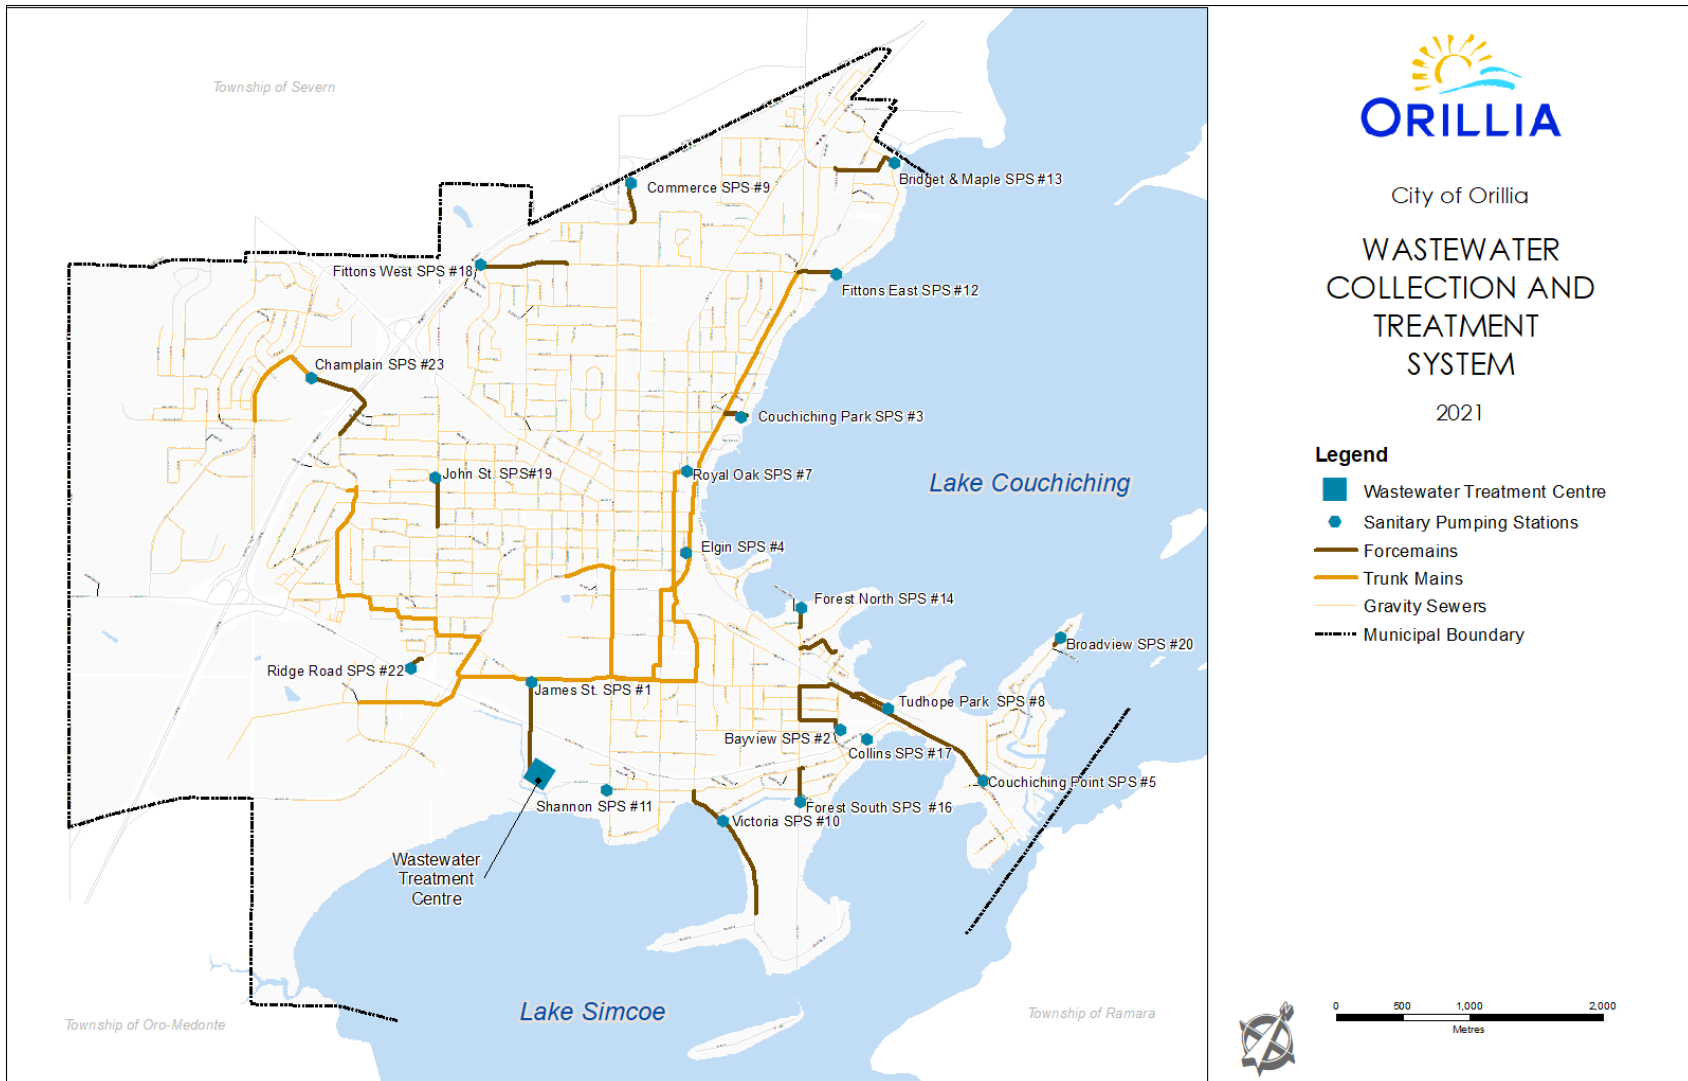 Township of Severn
Commerce SPS #9
Bridget & Maple SPS #13
Fittons West SPS #18
Fittons East SPS #12
Champlain SPS #23
Couchiching Park SPS #3
John St. SPS#19
Royal Oak SPS #7
Lake Couchiching
Elgin SPS #4
Forest North SPS #14
Broadview SPS #20
Ridge Road SPS #22
James St. SPS #1
Tudhope Park SPS #8
Bayview SPS #2
Collins SPS #17
Couchiching Point SPS #5
Shannon SPS #11
Forest South SPS #16
Victoria SPS #10
Wastewater
Treatment
Centre
Lake Simcoe
Township of Oro-Medonte
Township of Ramara
ORILLIA
City of Orillia
WASTEWATER
COLLECTION AND
TREATMENT
SYSTEM
2021
Legend
Wastewater Treatment Centre
Sanitary Pumping Stations
Forcemains
Trunk Mains
Gravity Sewers
Municipal Boundary
0 500 1,000 2,000
Metres